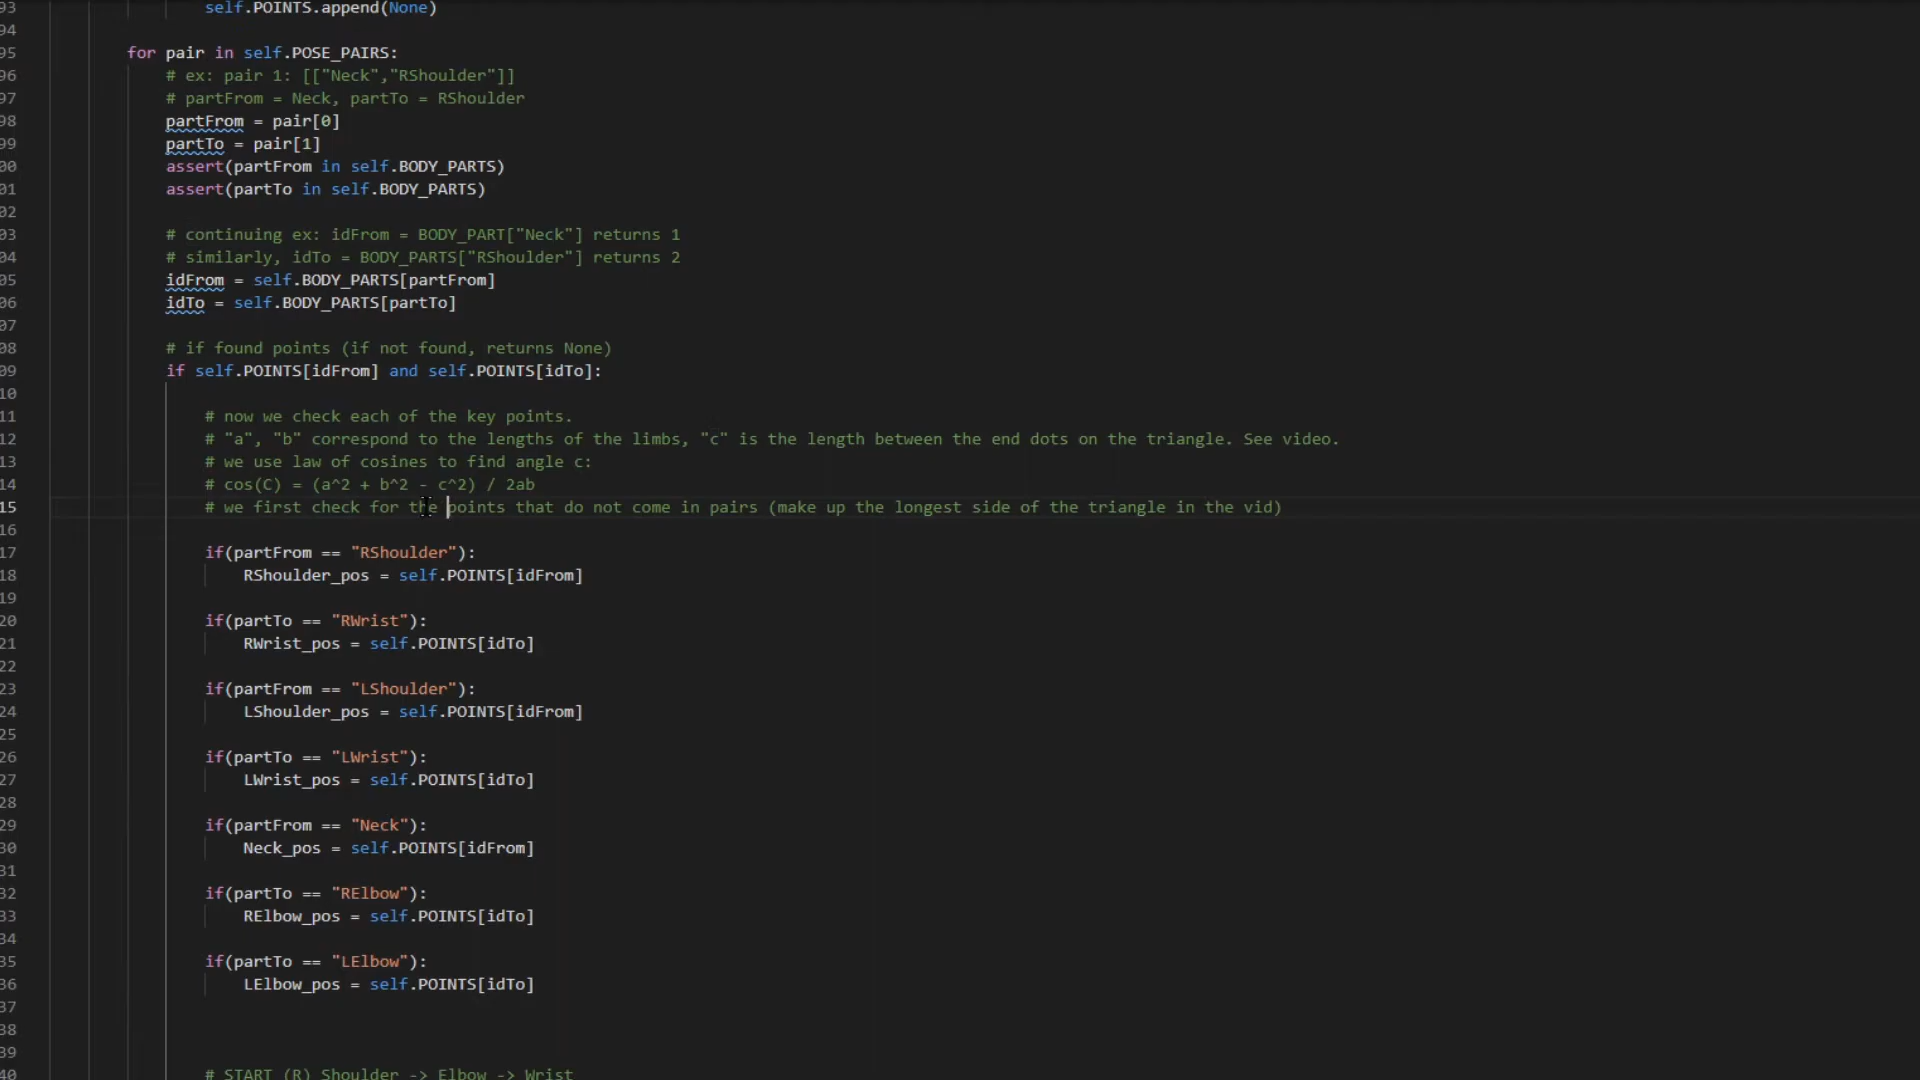 93 self.POINTS.append(None)
94
95 for pair in self.POSE_PAIRS:
96 # ex: pair 1: [["Neck","RShoulder"]]
97 # partFrom = Neck, partTo = RShoulder
98 partFrom = pair[0]
99 partTo = pair[1]
00 assert(partFrom in self.BODY_PARTS)
01 assert(partTo in self.BODY_PARTS)
02
03 # continuing ex: idFrom = BODY_PART["Neck"] returns 1
04 # similarly, idTo = BODY_PARTS["RShoulder"] returns 2
05 idFrom = self.BODY_PARTS[partFrom]
06 idTo = self.BODY_PARTS[partTo]
07
08 # if found points (if not found, returns None)
09 if self.POINTS[idFrom] and self.POINTS[idTo]:
10
11 # now we check each of the key points.
12 # "a", "b" correspond to the lengths of the limbs, "c" is the length between the end dots on the triangle. See video.
13 # we use law of cosines to find angle c:
14 # cos(C) = (a^2 + b^2 - c^2) / 2ab
15 # we first check for the points that do not come in pairs (make up the longest side of the triangle in the vid)
16
17 if(partFrom == "RShoulder"):
18 RShoulder_pos = self.POINTS[idFrom]
19
20 if(partTo == "RWrist"):
21 RWrist_pos = self.POINTS[idTo]
22
23 if(partFrom == "LShoulder"):
24 LShoulder_pos = self.POINTS[idFrom]
25
26 if(partTo == "LWrist"):
27 LWrist_pos = self.POINTS[idTo]
28
29 if(partFrom == "Neck"):
30 Neck_pos = self.POINTS[idFrom]
31
32 if(partTo == "RElbow"):
33 RElbow_pos = self.POINTS[idTo]
34
35 if(partTo == "LElbow"):
36 LElbow_pos = self.POINTS[idTo]
37
38
39
40 # START (R) Shoulder -> Elbow -> Wrist